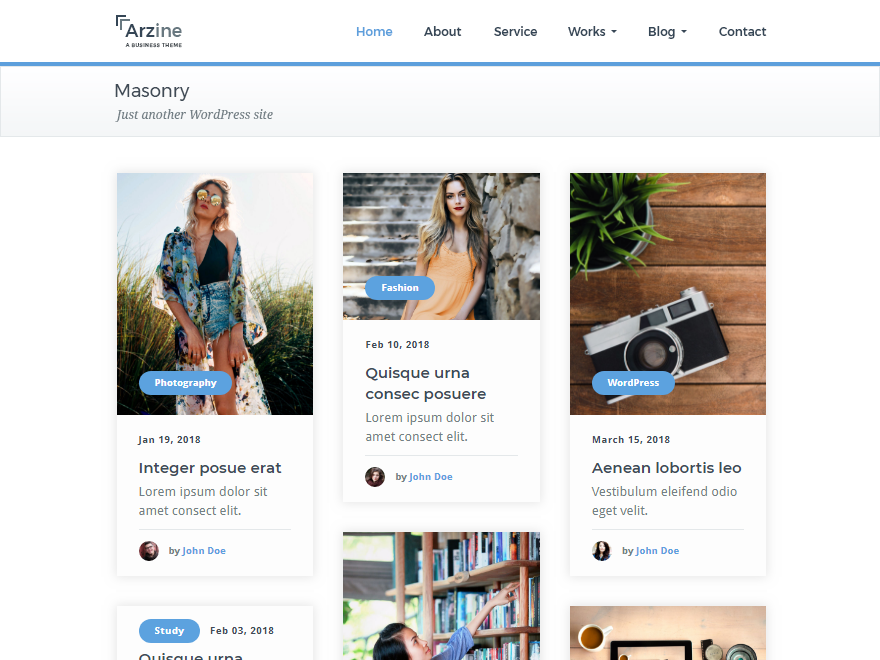 Arzine
A BUSINESS THEME
Home About Service Works Blog Contact
Masonry
Just another WordPress site
Photography
Jan 19, 2018
Integer posue erat
Lorem ipsum dolor sit
amet consect elit.
by John Doe
Study Feb 03, 2018
Quisque urna
Fashion
Feb 10, 2018
Quisque urna
consec posuere
Lorem ipsum dolor sit
amet consect elit.
by John Doe
WordPress
March 15, 2018
Aenean lobortis leo
Vestibulum eleifend odio
eget velit.
by John Doe